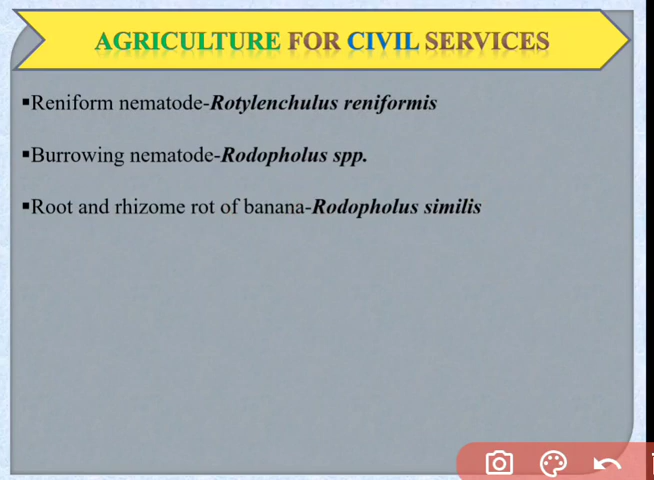 AGRICULTURE FOR CIVIL SERVICES
▪Reniform nematode-Rotylenchulus reniformis
▪Burrowing nematode-Rodopholus spp.
▪Root and rhizome rot of banana-Rodopholus similis